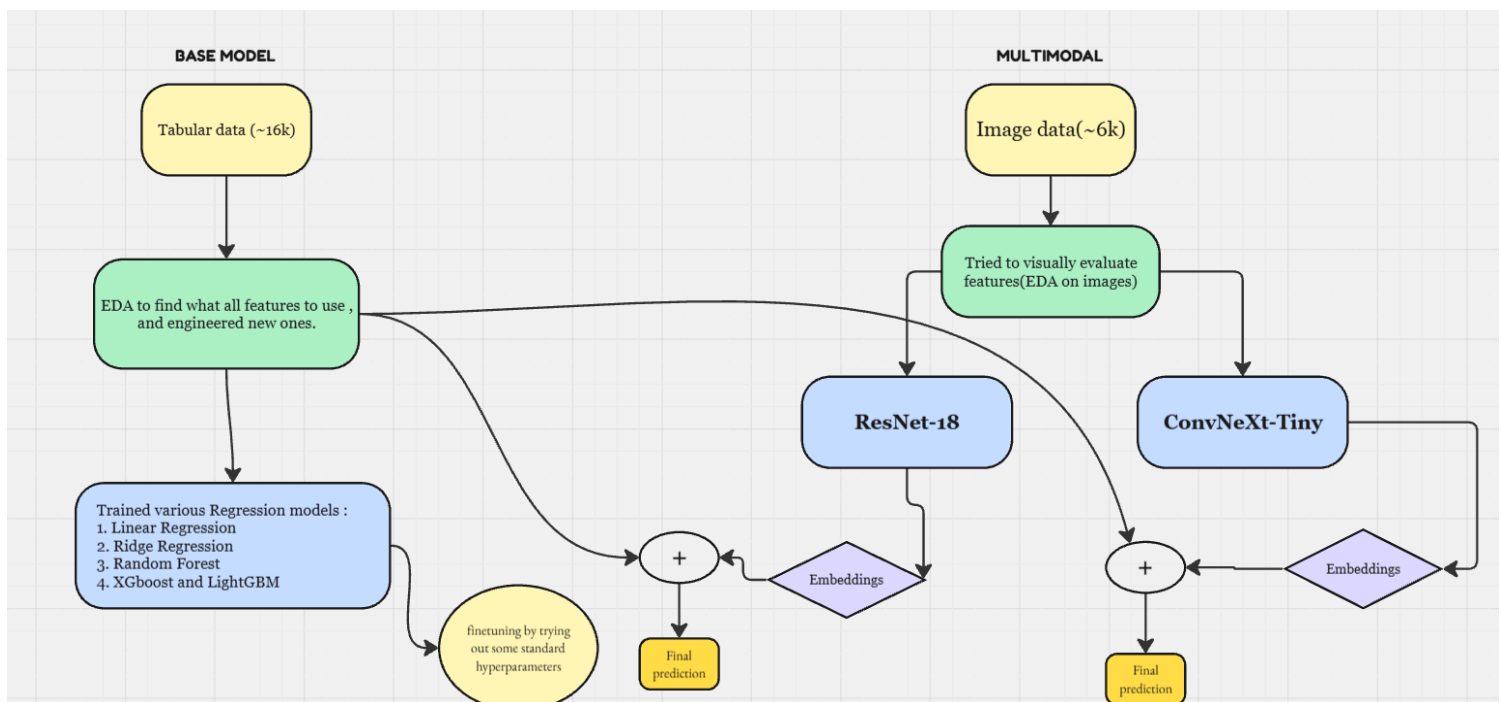 BASE MODEL
Tabular data (~16k)
EDA to find what all features to use ,
and engineered new ones.
Trained various Regression models :
1. Linear Regression
2. Ridge Regression
3. Random Forest
4. XGboost and LightGBM
finetuning by trying
out some standard
hyperparameters
MULTIMODAL
Image data(~6k)
Tried to visually evaluate
features(EDA on images)
ResNet-18
ConvNeXt-Tiny
+
Embeddings
Final
prediction
+
Embeddings
Final
prediction